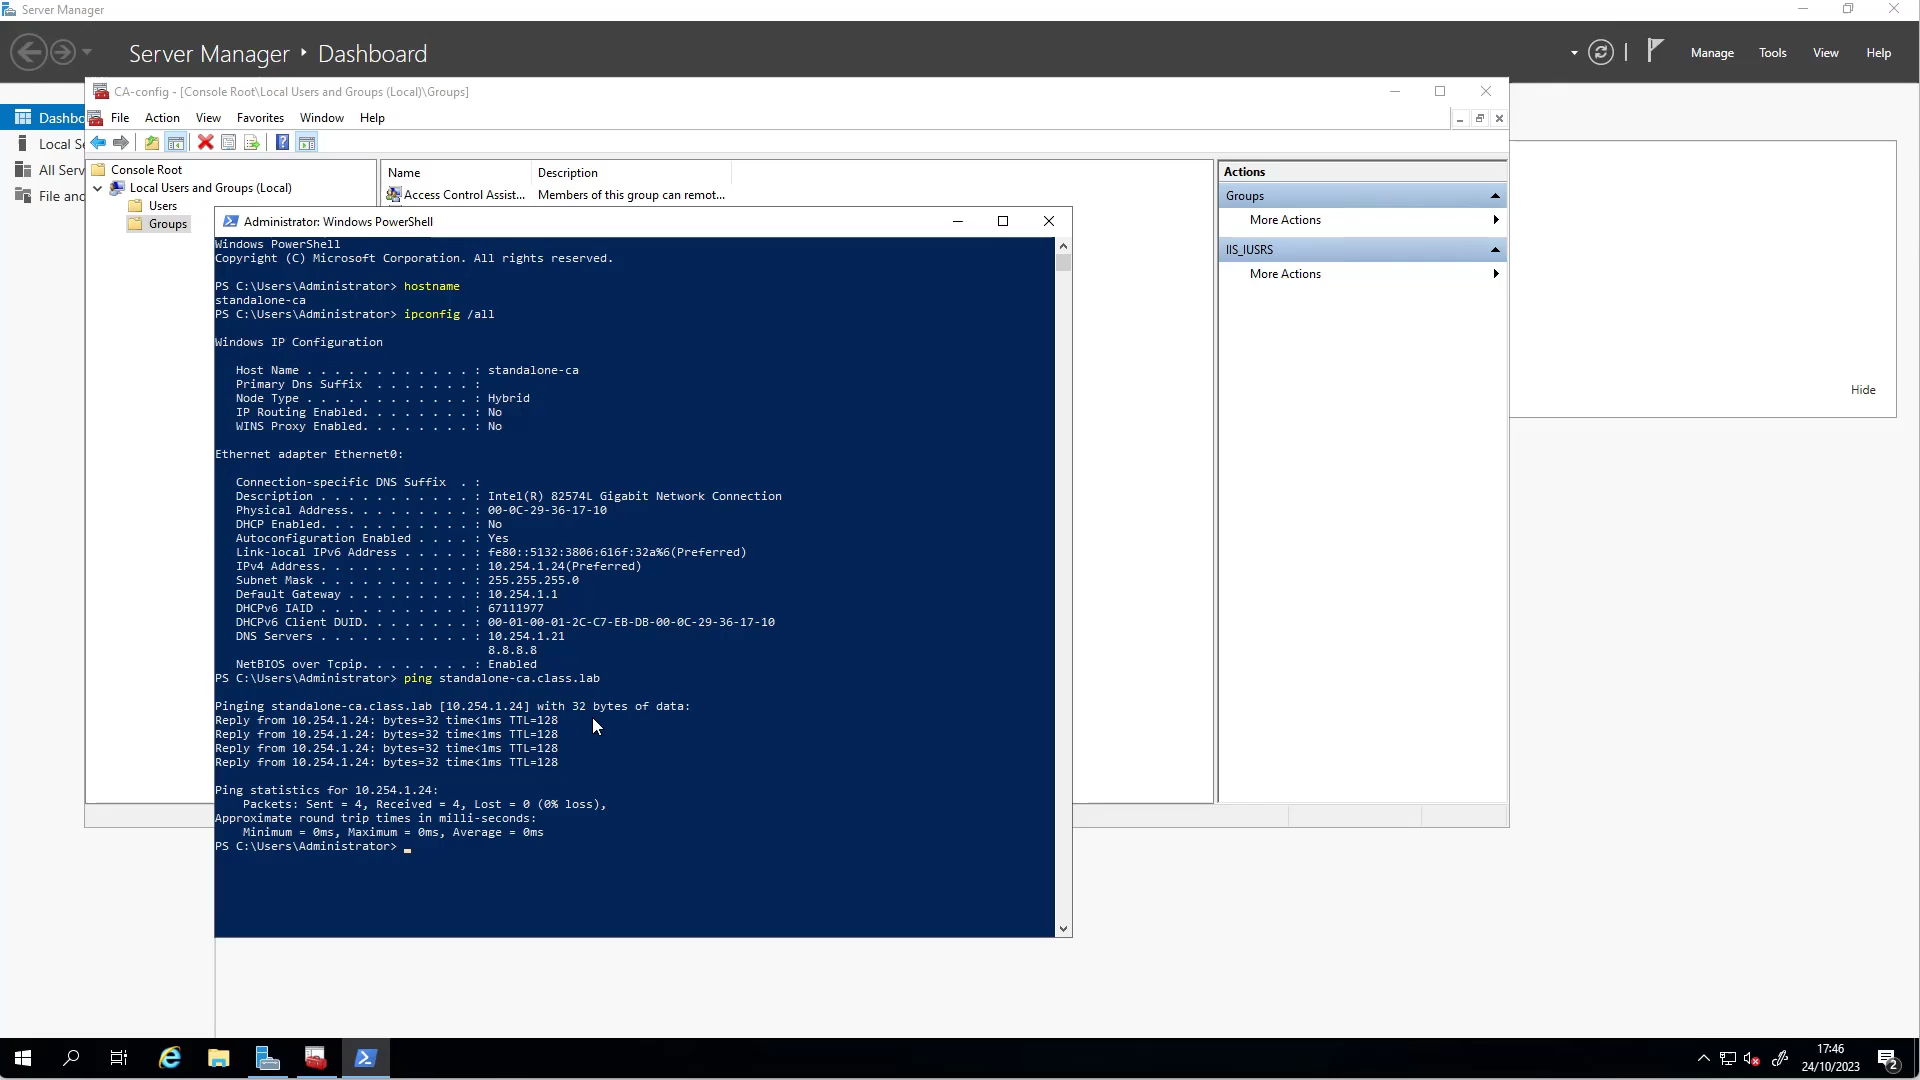 Server Manager
Server Manager ‣ Dashboard
Manage Tools View Help
CA-config - [Console Root\Local Users and Groups (Local)\Groups]
File Action View Favorites Window Help
Dashbo
Local Se
All Serv
File and
Console Root
Local Users and Groups (Local)
Users
Groups
Name Description
Access Control Assist... Members of this group can remot...
Actions
Groups
More Actions
IIS_IUSRS
More Actions
Hide
Administrator: Windows PowerShell
Windows PowerShell
Copyright (C) Microsoft Corporation. All rights reserved.
PS C:\Users\Administrator> hostname
standalone-ca
PS C:\Users\Administrator> ipconfig /all
Windows IP Configuration
Host Name . . . . . . . . . . . . : standalone-ca
Primary Dns Suffix  . . . . . . . :
Node Type . . . . . . . . . . . . : Hybrid
IP Routing Enabled. . . . . . . . : No
WINS Proxy Enabled. . . . . . . . : No
Ethernet adapter Ethernet0:
Connection-specific DNS Suffix  . :
Description . . . . . . . . . . . : Intel(R) 82574L Gigabit Network Connection
Physical Address. . . . . . . . . : 00-0C-29-36-17-10
DHCP Enabled. . . . . . . . . . . : No
Autoconfiguration Enabled . . . . : Yes
Link-local IPv6 Address . . . . . : fe80::5132:3806:616f:32a%6(Preferred)
IPv4 Address. . . . . . . . . . . : 10.254.1.24(Preferred)
Subnet Mask . . . . . . . . . . . : 255.255.255.0
Default Gateway . . . . . . . . . : 10.254.1.1
DHCPv6 IAID . . . . . . . . . . . : 67111977
DHCPv6 Client DUID. . . . . . . . : 00-01-00-01-2C-C7-EB-DB-00-0C-29-36-17-10
DNS Servers . . . . . . . . . . . : 10.254.1.21
8.8.8.8
NetBIOS over Tcpip. . . . . . . . : Enabled
PS C:\Users\Administrator> ping standalone-ca.class.lab
Pinging standalone-ca.class.lab [10.254.1.24] with 32 bytes of data:
Reply from 10.254.1.24: bytes=32 time<1ms TTL=128
Reply from 10.254.1.24: bytes=32 time<1ms TTL=128
Reply from 10.254.1.24: bytes=32 time<1ms TTL=128
Reply from 10.254.1.24: bytes=32 time<1ms TTL=128
Ping statistics for 10.254.1.24:
Packets: Sent = 4, Received = 4, Lost = 0 (0% loss),
Approximate round trip times in milli-seconds:
Minimum = 0ms, Maximum = 0ms, Average = 0ms
PS C:\Users\Administrator>
17:46
24/10/2023
2